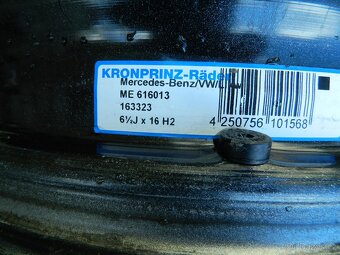 KRONPRINZ-Räder
Mercedes-Benz/VW/
ME 616013
163323
6½J x 16 H2
4 250756 101568